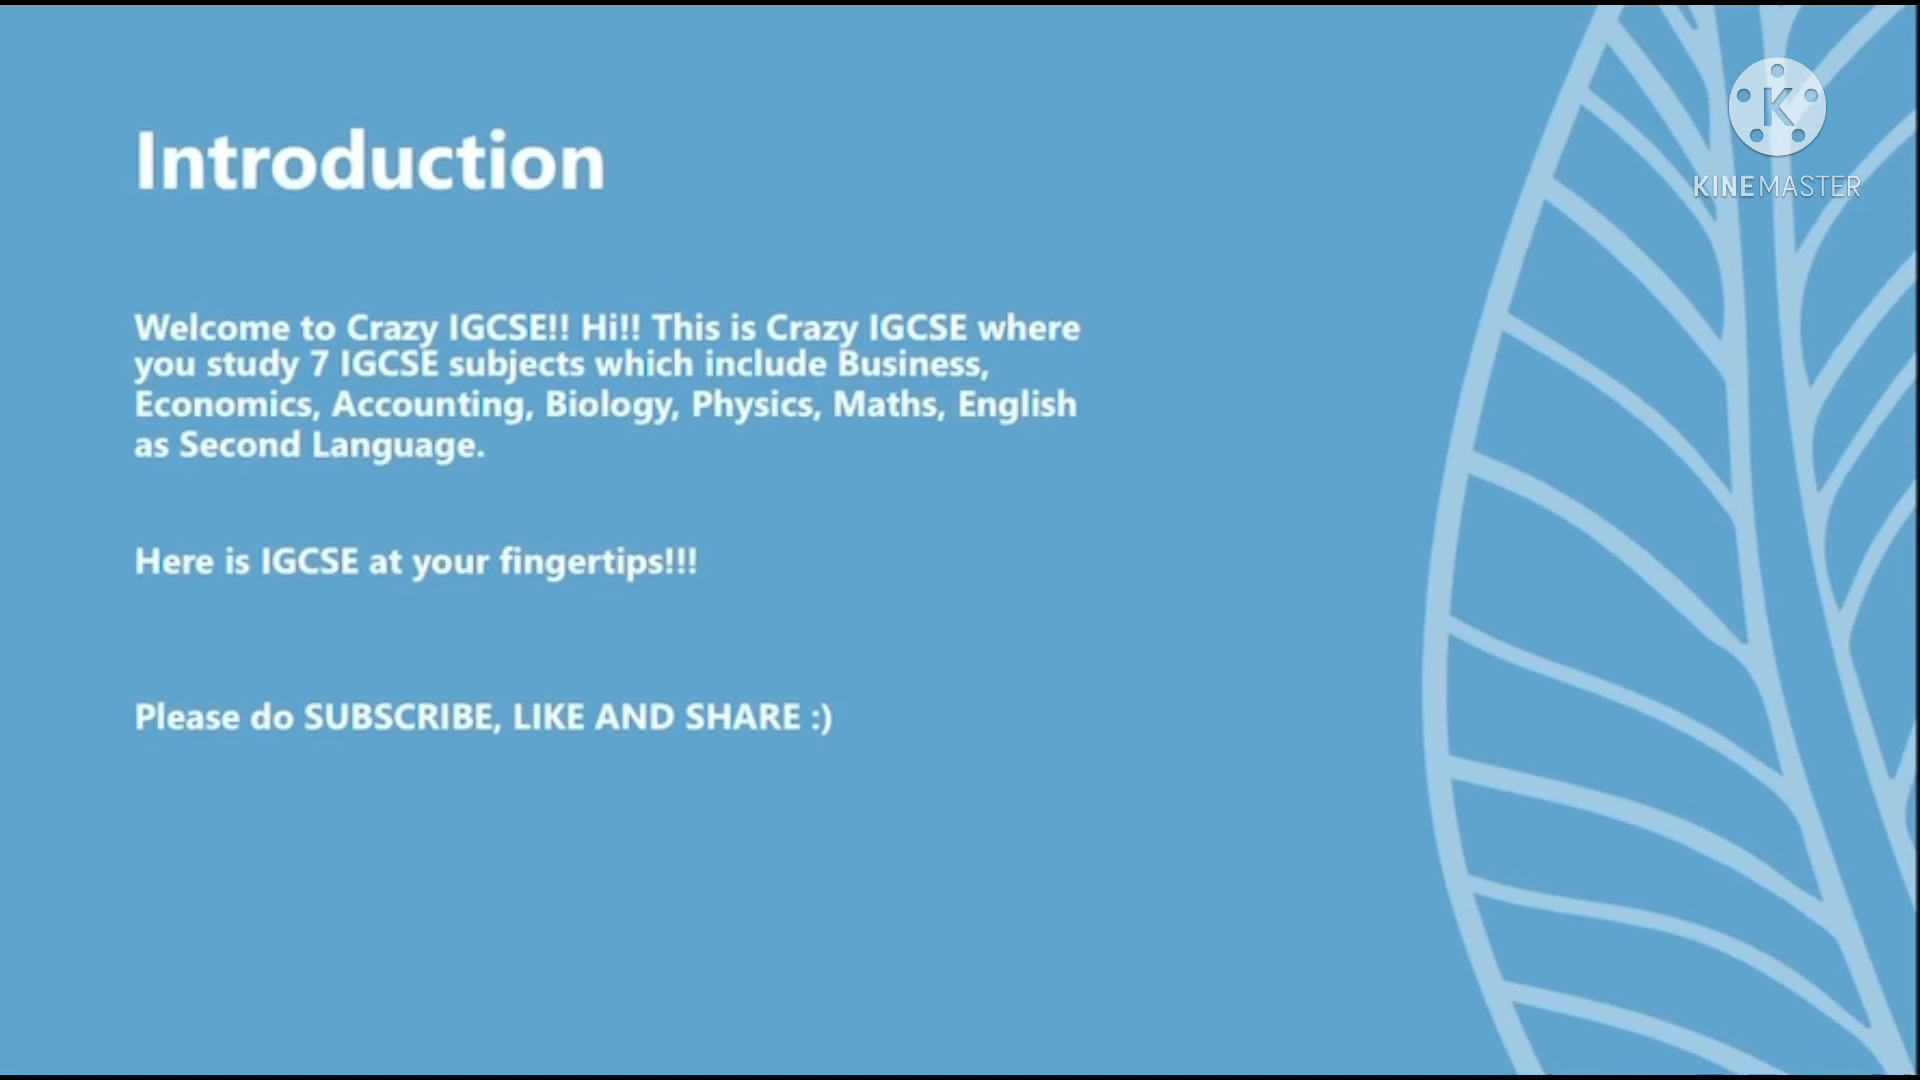 Introduction
Welcome to Crazy IGCSE!! Hi!! This is Crazy IGCSE where
you study 7 IGCSE subjects which include Business,
Economics, Accounting, Biology, Physics, Maths, English
as Second Language.
Here is IGCSE at your fingertips!!!
Please do SUBSCRIBE, LIKE AND SHARE :)
K
KINEMASTER